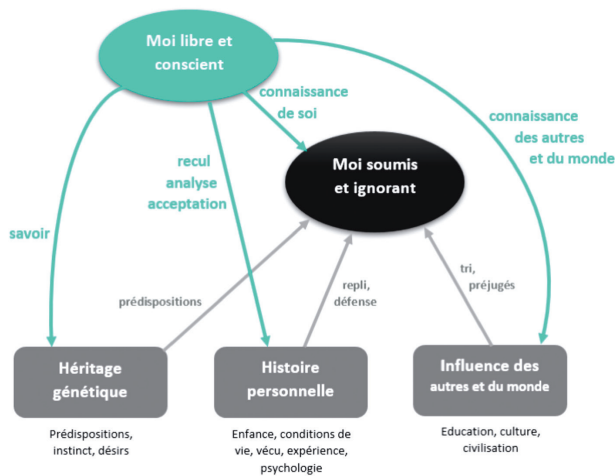 Moi libre et
conscient
connaissance
de soi
connaissance
des autres
et du monde
recul
analyse
acceptation
Moi soumis
et ignorant
savoir
prédispositions
repli,
défense
tri,
préjugés
Héritage
génétique
Histoire
personnelle
Influence des
autres et du monde
Prédispositions,
instinct, désirs
Enfance, conditions de
vie, vécu, expérience,
psychologie
Education, culture,
civilisation